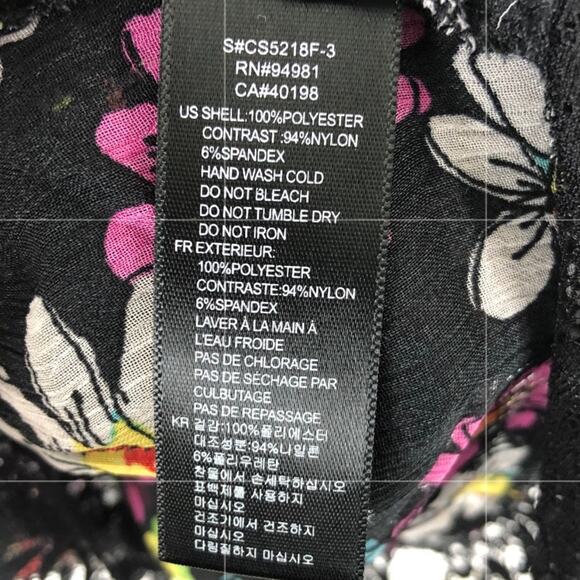 S#CS5218F-3
RN#94981
CA#40198
US SHELL:100%POLYESTER
CONTRAST:94%NYLON
6%SPANDEX
HAND WASH COLD
DO NOT BLEACH
DO NOT TUMBLE DRY
DO NOT IRON
FR EXTERIEUR:
100%POLYESTER
CONTRASTE:94%NYLON
6%SPANDEX
LAVER À LA MAIN À
L'EAU FROIDE
PAS DE CHLORAGE
PAS DE SÉCHAGE PAR
CULBUTAGE
PAS DE REPASSAGE
KR 겉감:100%폴리에스터
대조성분:94%나일론
6%폴리우레탄
찬물에서 손세탁하십시오
표백제를 사용하지
마십시오
건조기에서 건조하지
마십시오
다림질하지 마십시오